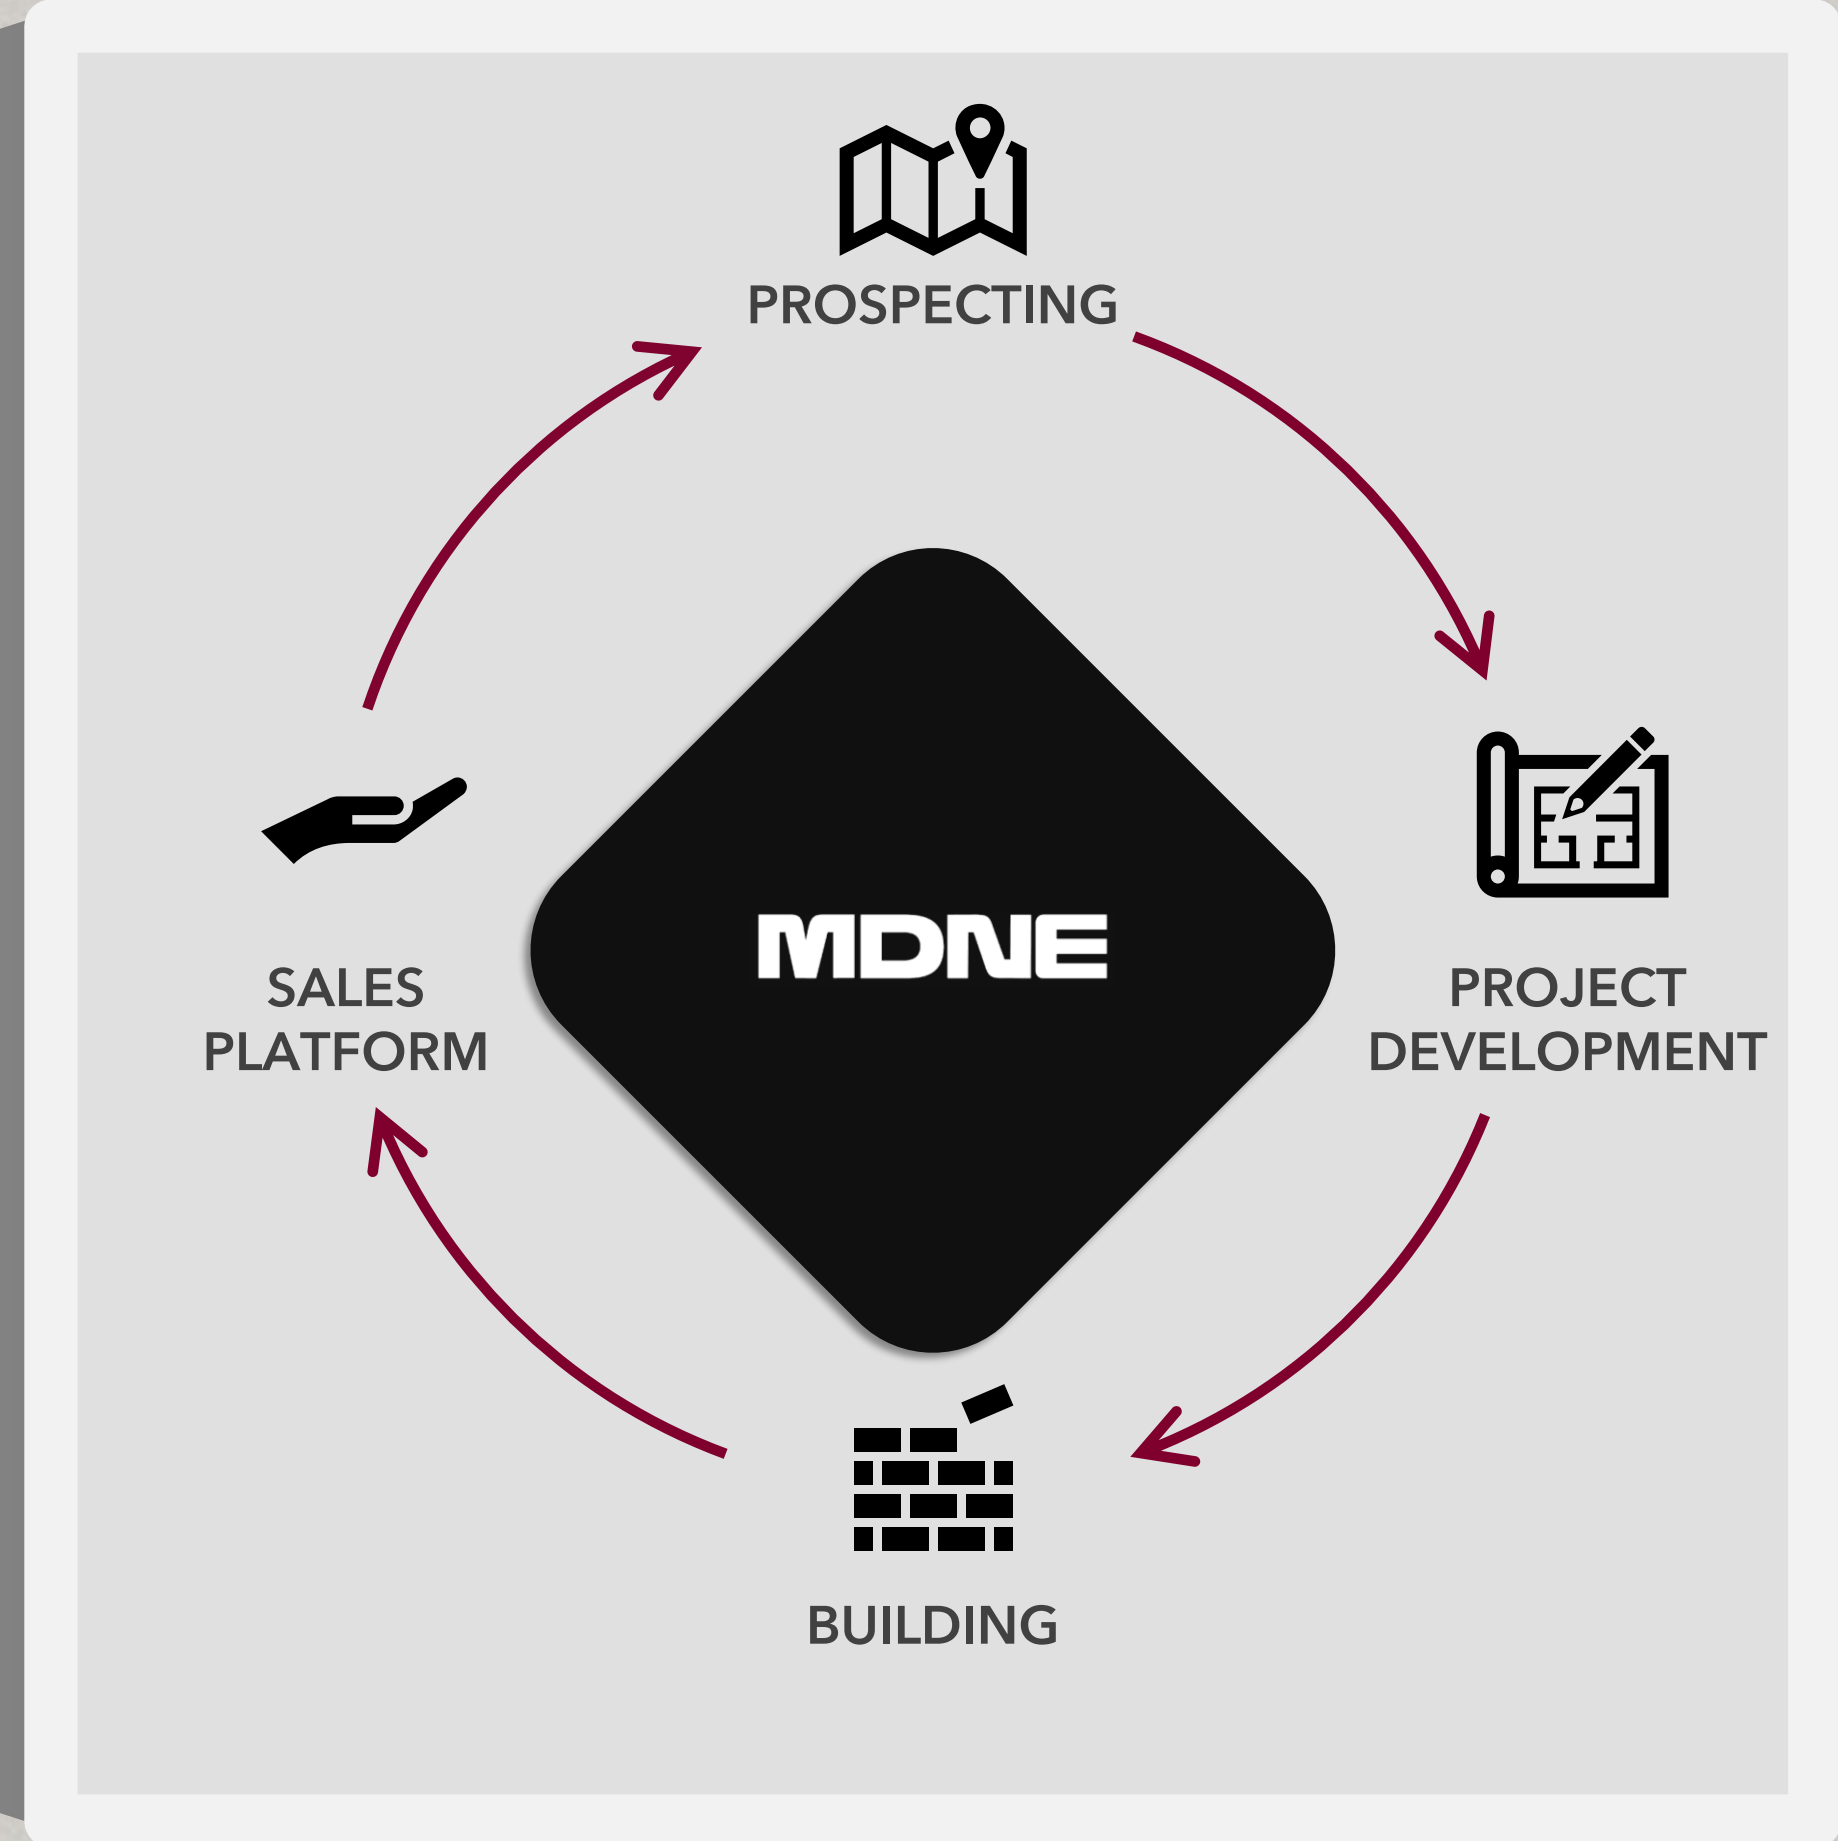 PROSPECTING
MDNE
SALES
PLATFORM
PROJECT
DEVELOPMENT
BUILDING